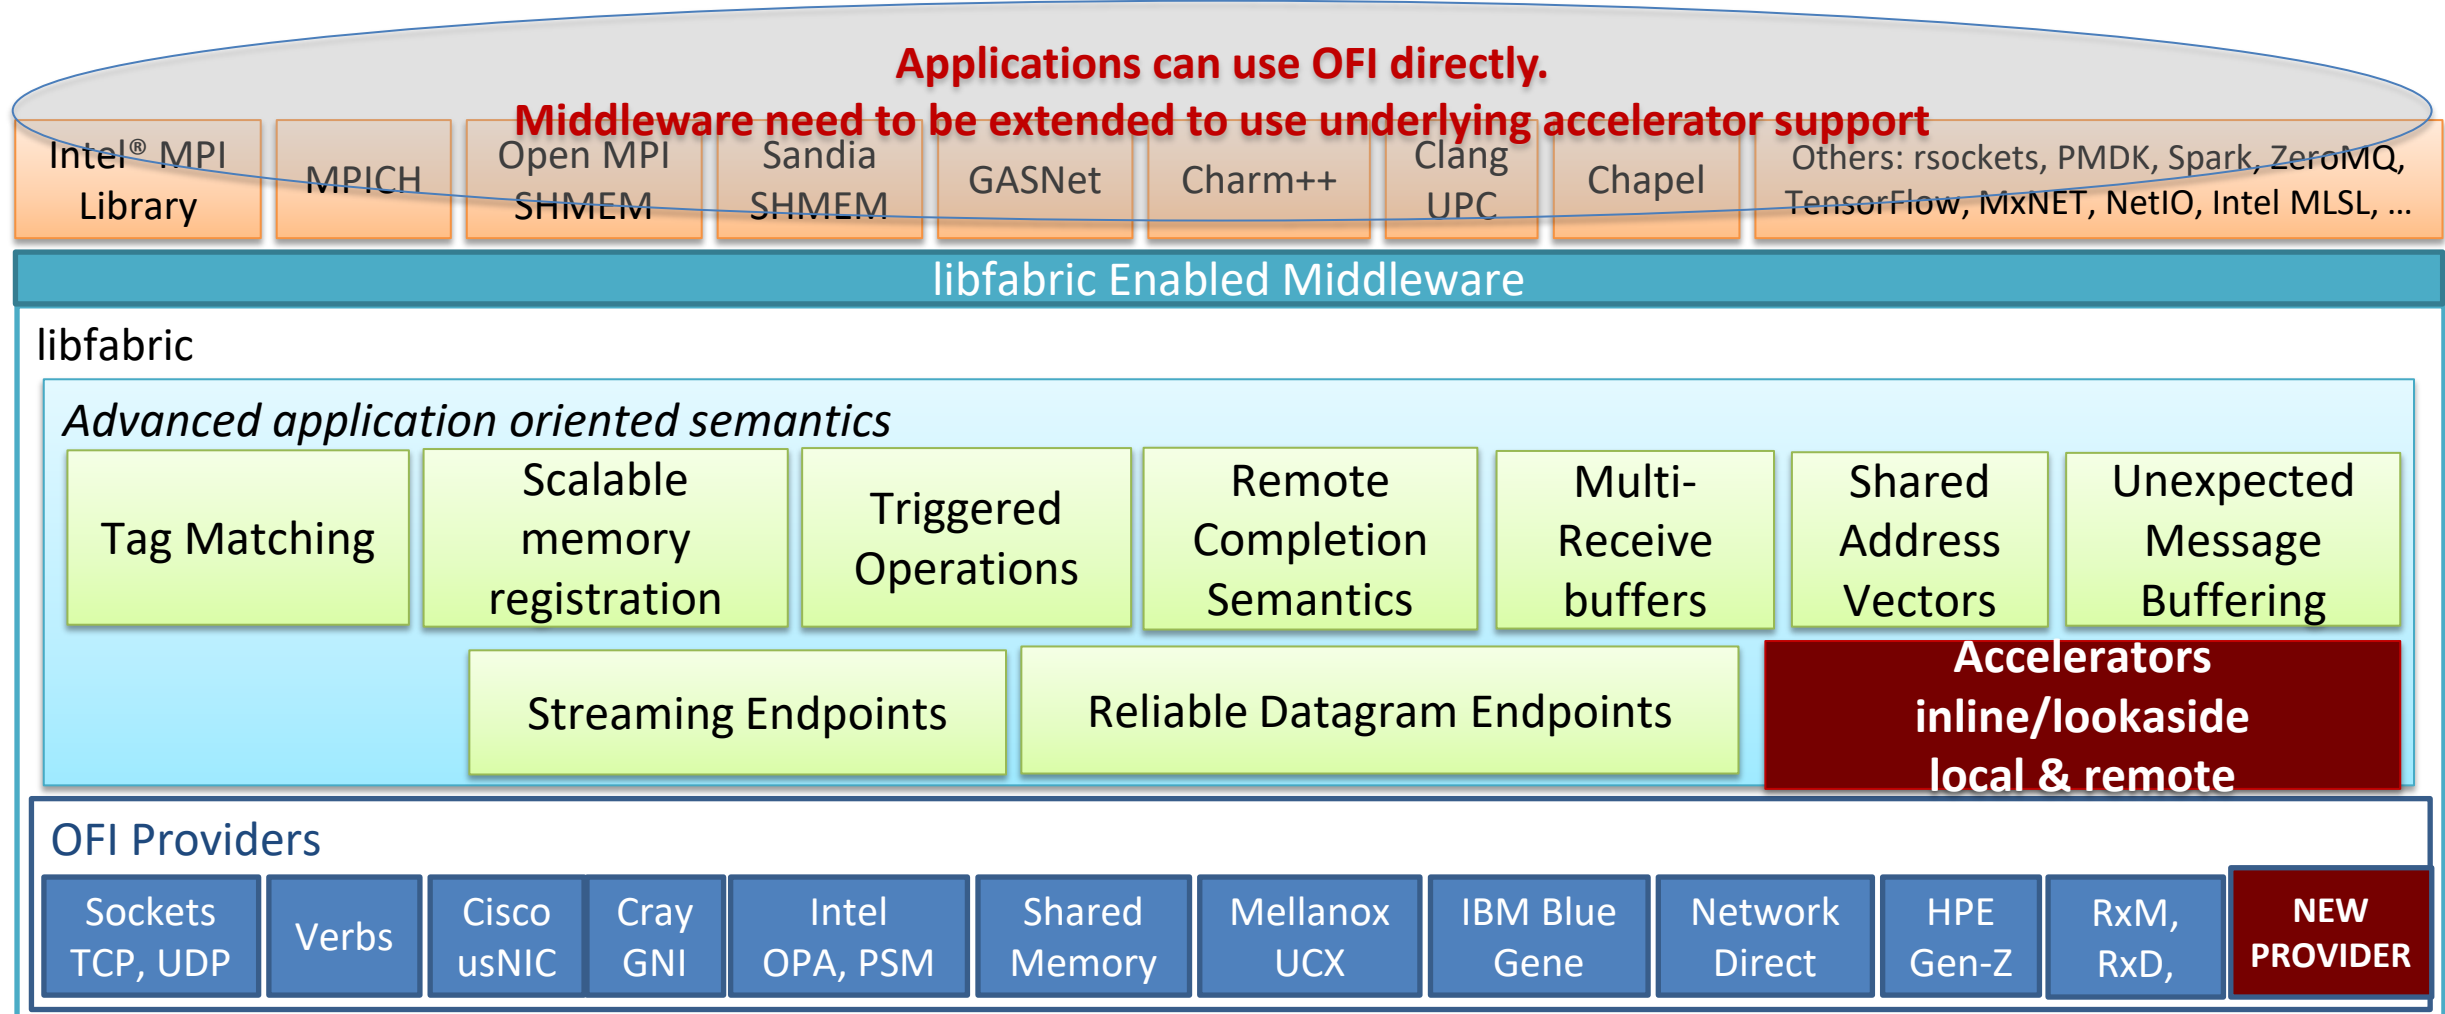 Applications can use OFI directly.
Middleware need to be extended to use underlying accelerator support
Intel® MPI
Library
MPICH
Open MPI
SHMEM
Sandia
SHMEM
GASNet
Charm++
Clang
UPC
Chapel
Others: rsockets, PMDK, Spark, ZeroMQ,
TensorFlow, MxNET, NetIO, Intel MLSL, ...
libfabric Enabled Middleware
libfabric
Advanced application oriented semantics
Tag Matching
Scalable
memory
registration
Triggered
Operations
Remote
Completion
Semantics
Multi-
Receive
buffers
Shared
Address
Vectors
Unexpected
Message
Buffering
Streaming Endpoints
Reliable Datagram Endpoints
Accelerators
inline/lookaside
local & remote
OFI Providers
Sockets
TCP, UDP
Verbs
Cisco
usNIC
Cray
GNI
Intel
OPA, PSM
Shared
Memory
Mellanox
UCX
IBM Blue
Gene
Network
Direct
HPE
Gen-Z
RxM,
RxD,
NEW
PROVIDER